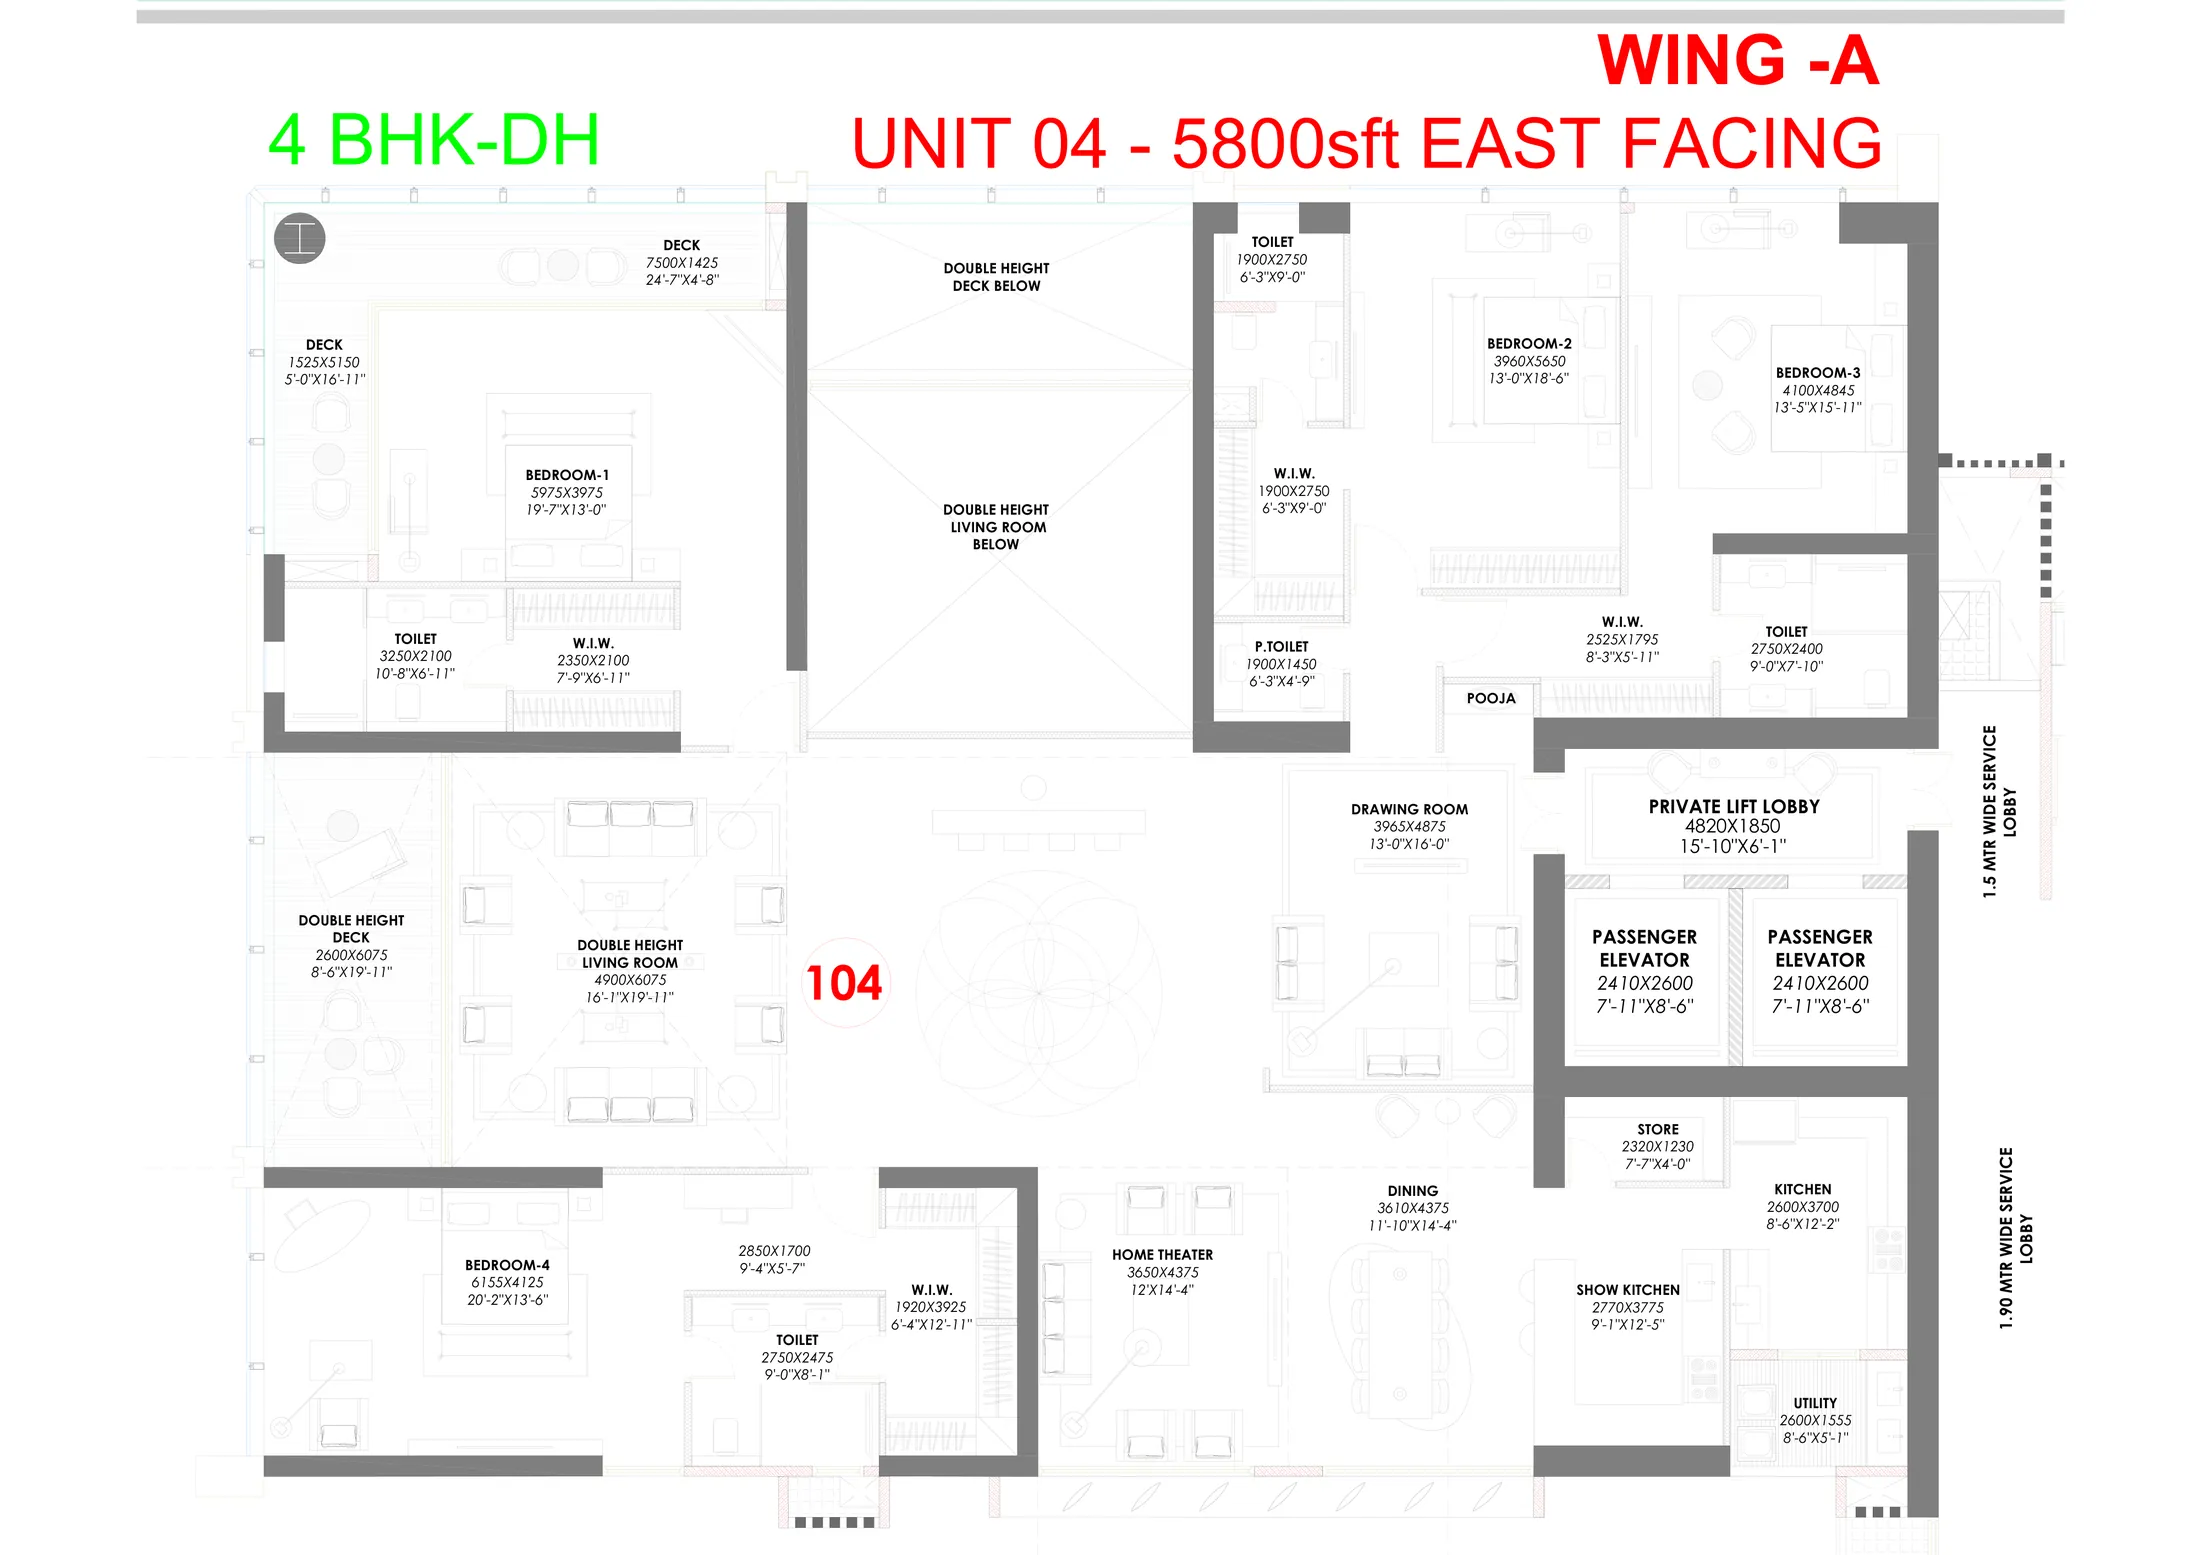 WING -A
4 BHK-DH
UNIT 04 - 5800sft EAST FACING
DECK
7500X1425
24'-7"X4'-8"
DOUBLE HEIGHT
DECK BELOW
TOILET
1900X2750
6'-3"X9'-0"
DECK
1525X5150
5'-0"X16'-11"
BEDROOM-2
3960X5650
13'-0"X18'-6"
BEDROOM-3
4100X4845
13'-5"X15'-11"
BEDROOM-1
5975X3975
19'-7"X13'-0"
DOUBLE HEIGHT
LIVING ROOM
BELOW
W.I.W.
1900X2750
6'-3"X9'-0"
TOILET
3250X2100
10'-8"X6'-11"
W.I.W.
2350X2100
7'-9"X6'-11"
P.TOILET
1900X1450
6'-3"X4'-9"
W.I.W.
2525X1795
8'-3"X5'-11"
TOILET
2750X2400
9'-0"X7'-10"
POOJA
1.5 MTR WIDE SERVICE
LOBBY
DRAWING ROOM
3965X4875
13'-0"X16'-0"
PRIVATE LIFT LOBBY
4820X1850
15'-10"X6'-1"
DOUBLE HEIGHT
DECK
2600X6075
8'-6"X19'-11"
DOUBLE HEIGHT
LIVING ROOM
4900X6075
16'-1"X19'-11"
104
PASSENGER
ELEVATOR
2410X2600
7'-11"X8'-6"
PASSENGER
ELEVATOR
2410X2600
7'-11"X8'-6"
STORE
2320X1230
7'-7"X4'-0"
KITCHEN
2600X3700
8'-6"X12'-2"
DINING
3610X4375
11'-10"X14'-4"
1.90 MTR WIDE SERVICE
LOBBY
BEDROOM-4
6155X4125
20'-2"X13'-6"
2850X1700
9'-4"X5'-7"
HOME THEATER
3650X4375
12'X14'-4"
W.I.W.
1920X3925
6'-4"X12'-11"
SHOW KITCHEN
2770X3775
9'-1"X12'-5"
TOILET
2750X2475
9'-0"X8'-1"
UTILITY
2600X1555
8'-6"X5'-1"